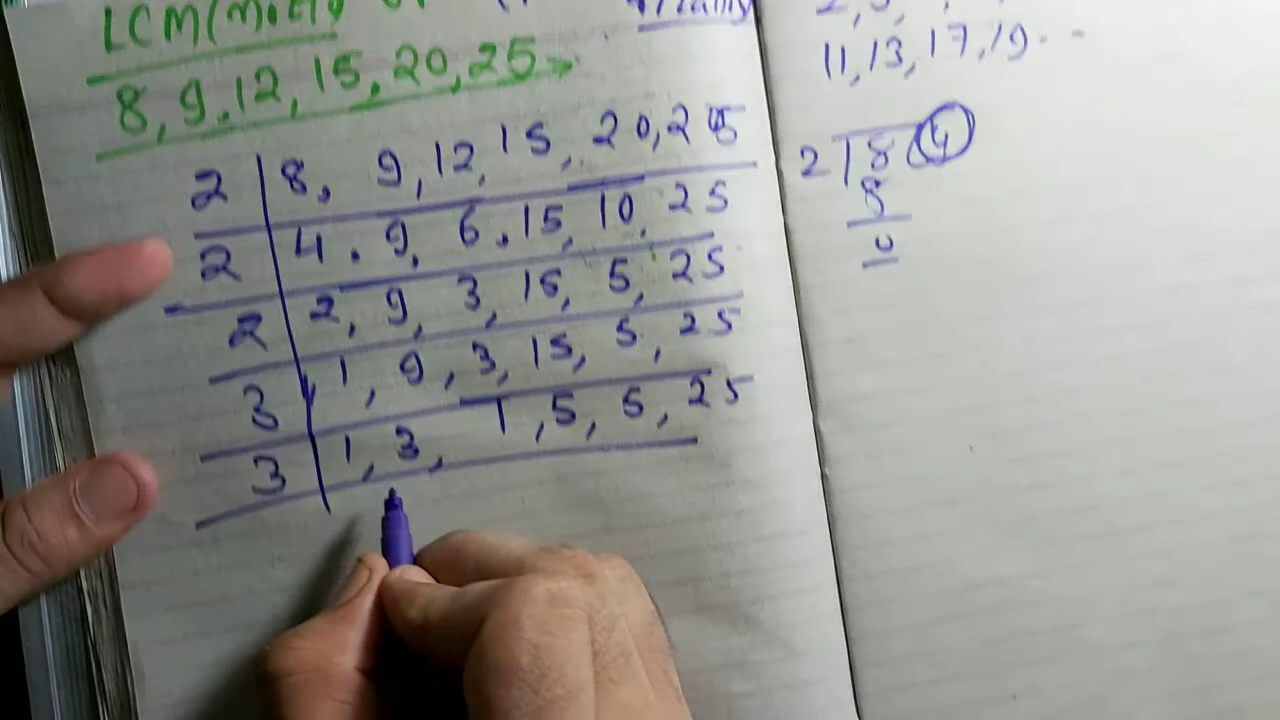 LCM
8, 9, 12, 15, 20, 25
2 | 8, 9, 12, 15, 20, 25
2 | 4, 9, 6, 15, 10, 25
2 | 2, 9, 3, 15, 5, 25
3 | 1, 9, 3, 15, 5, 25
3 | 1, 3, 1, 5, 5, 25
11, 13, 17, 19..
2 | 8 ( 4
8
0